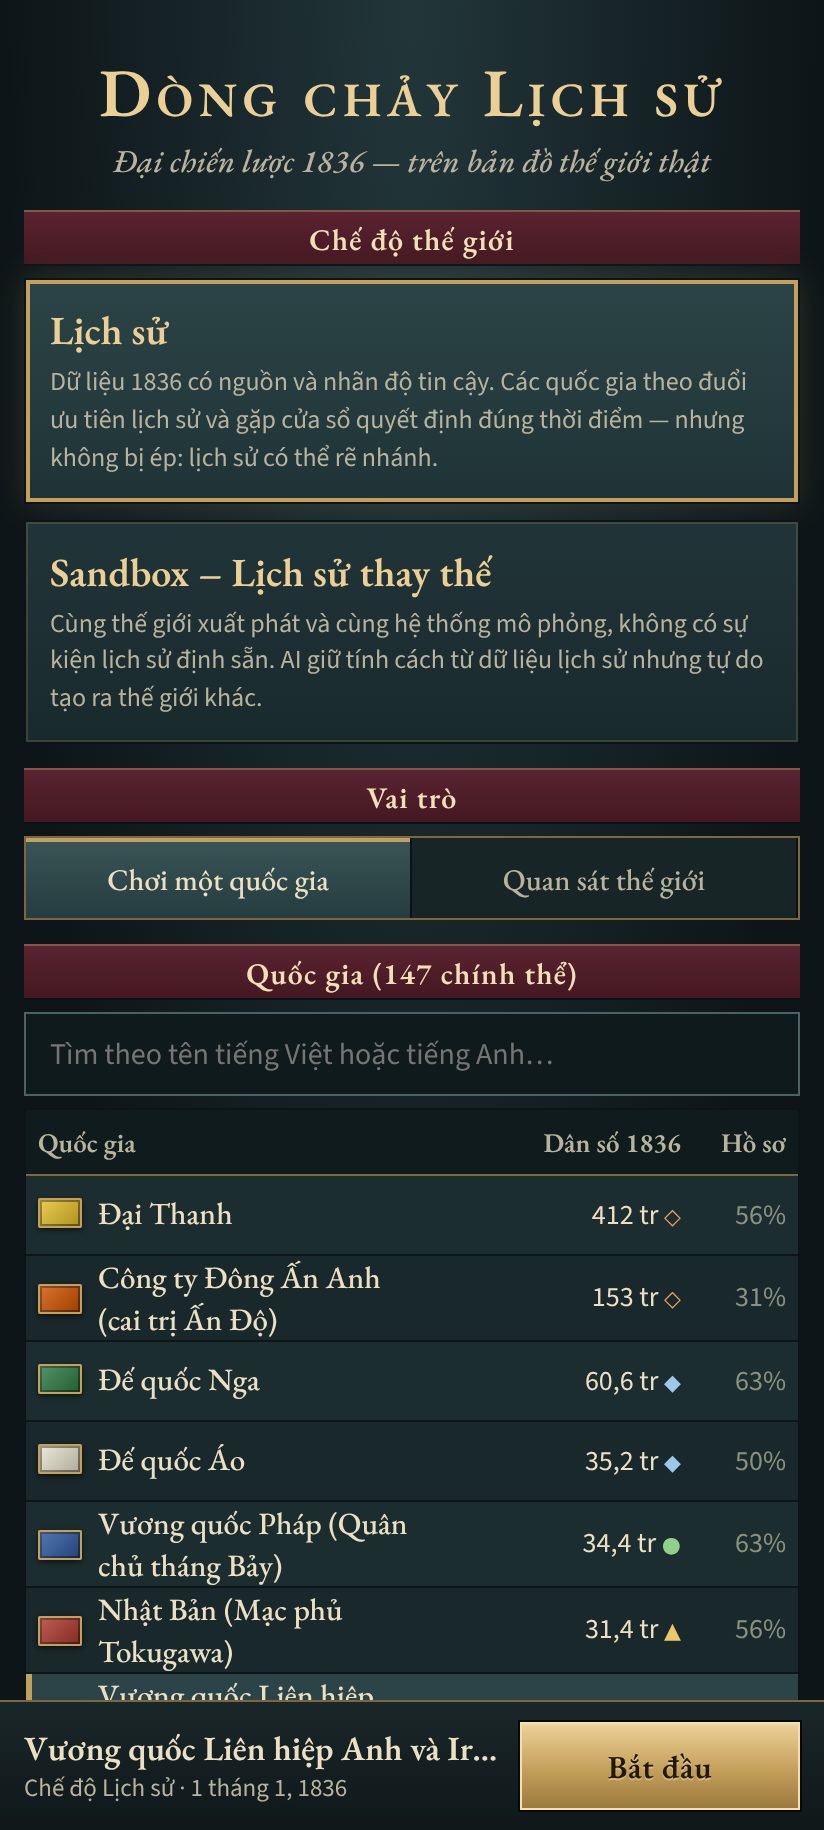 Dòng chảy Lịch sử
Đại chiến lược 1836 — trên bản đồ thế giới thật
Chế độ thế giới
Lịch sử
Dữ liệu 1836 có nguồn và nhãn độ tin cậy. Các quốc gia theo đuổi
ưu tiên lịch sử và gặp cửa sổ quyết định đúng thời điểm — nhưng
không bị ép: lịch sử có thể rẽ nhánh.
Sandbox – Lịch sử thay thế
Cùng thế giới xuất phát và cùng hệ thống mô phỏng, không có sự
kiện lịch sử định sẵn. AI giữ tính cách từ dữ liệu lịch sử nhưng tự do
tạo ra thế giới khác.
Vai trò
Chơi một quốc gia Quan sát thế giới
Quốc gia (147 chính thể)
Tìm theo tên tiếng Việt hoặc tiếng Anh…
Quốc gia Dân số 1836 Hồ sơ
Đại Thanh 412 tr ◇ 56%
Công ty Đông Ấn Anh
(cai trị Ấn Độ) 153 tr ◇ 31%
Đế quốc Nga 60,6 tr ◆ 63%
Đế quốc Áo 35,2 tr ◆ 50%
Vương quốc Pháp (Quân
chủ tháng Bảy) 34,4 tr ● 63%
Nhật Bản (Mạc phủ
Tokugawa) 31,4 tr ▲ 56%
Vương quốc Liên hiệp
Vương quốc Liên hiệp Anh và Ir…
Chế độ Lịch sử · 1 tháng 1, 1836
Bắt đầu